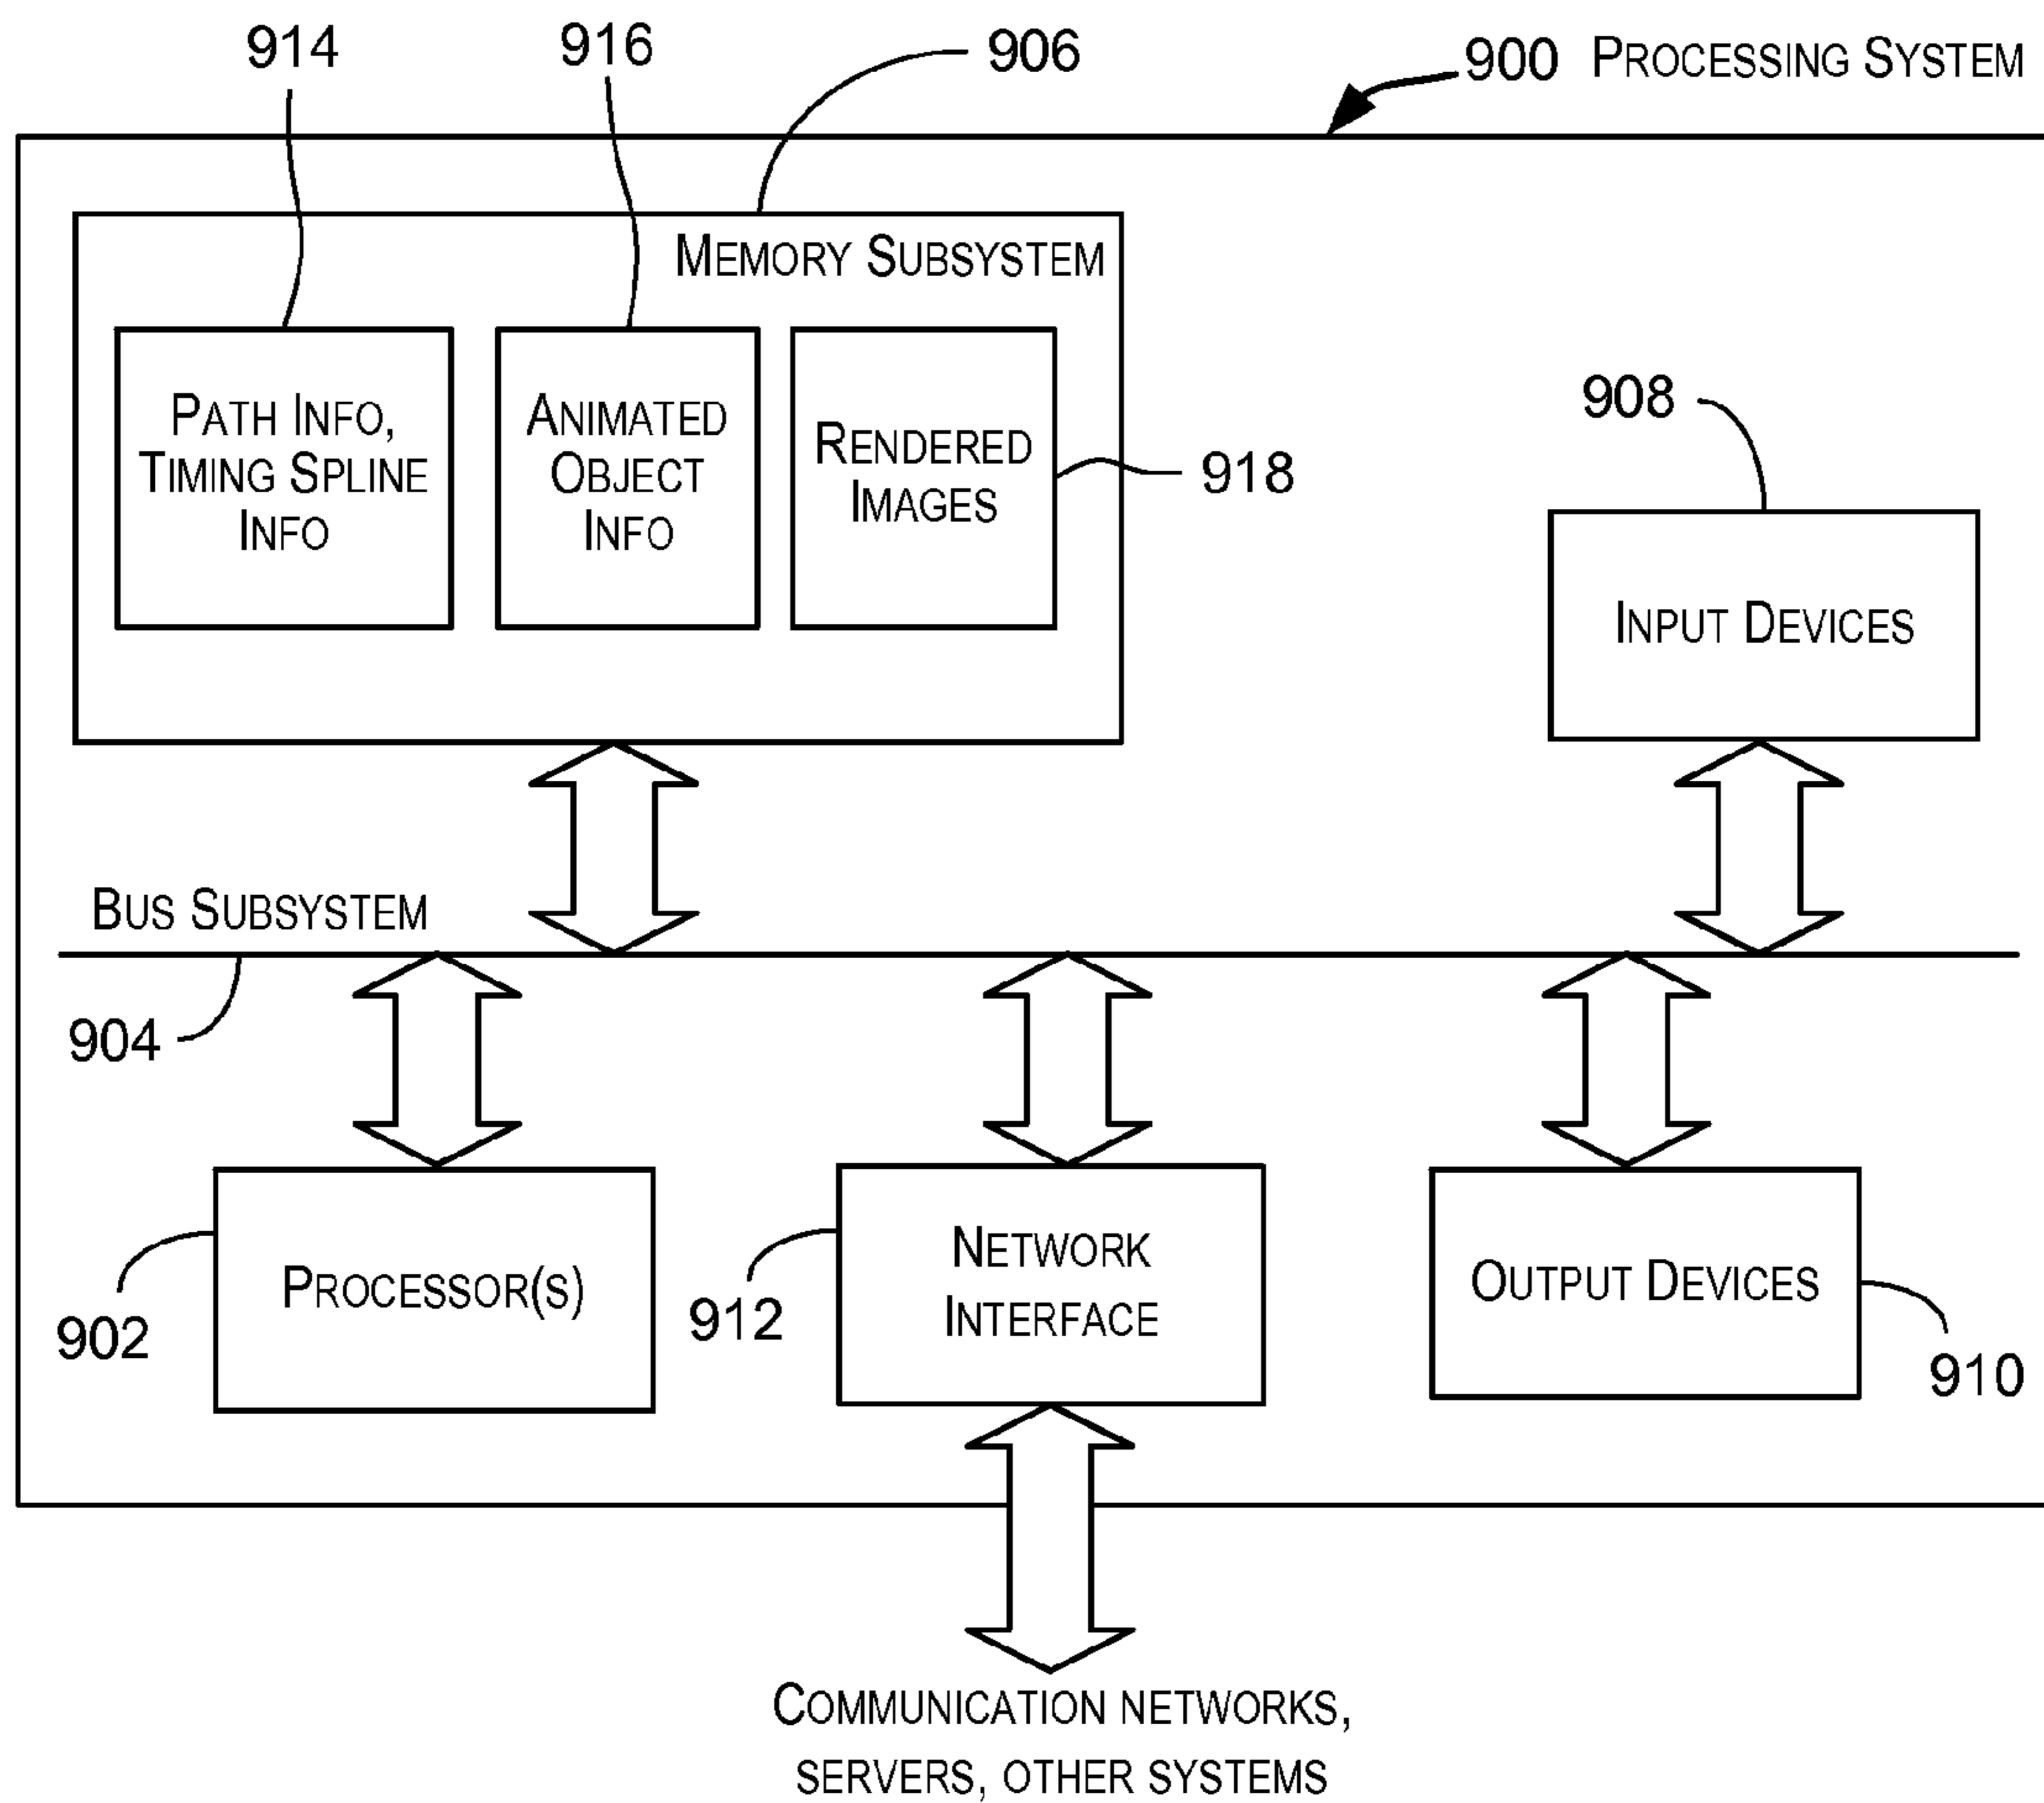 914
916
906
900 PROCESSING SYSTEM
MEMORY SUBSYSTEM
PATH INFO,
TIMING SPLINE
INFO
ANIMATED
OBJECT
INFO
RENDERED
IMAGES
918
908
INPUT DEVICES
BUS SUBSYSTEM
904
PROCESSOR(S)
902
NETWORK
INTERFACE
912
OUTPUT DEVICES
910
COMMUNICATION NETWORKS,
SERVERS, OTHER SYSTEMS